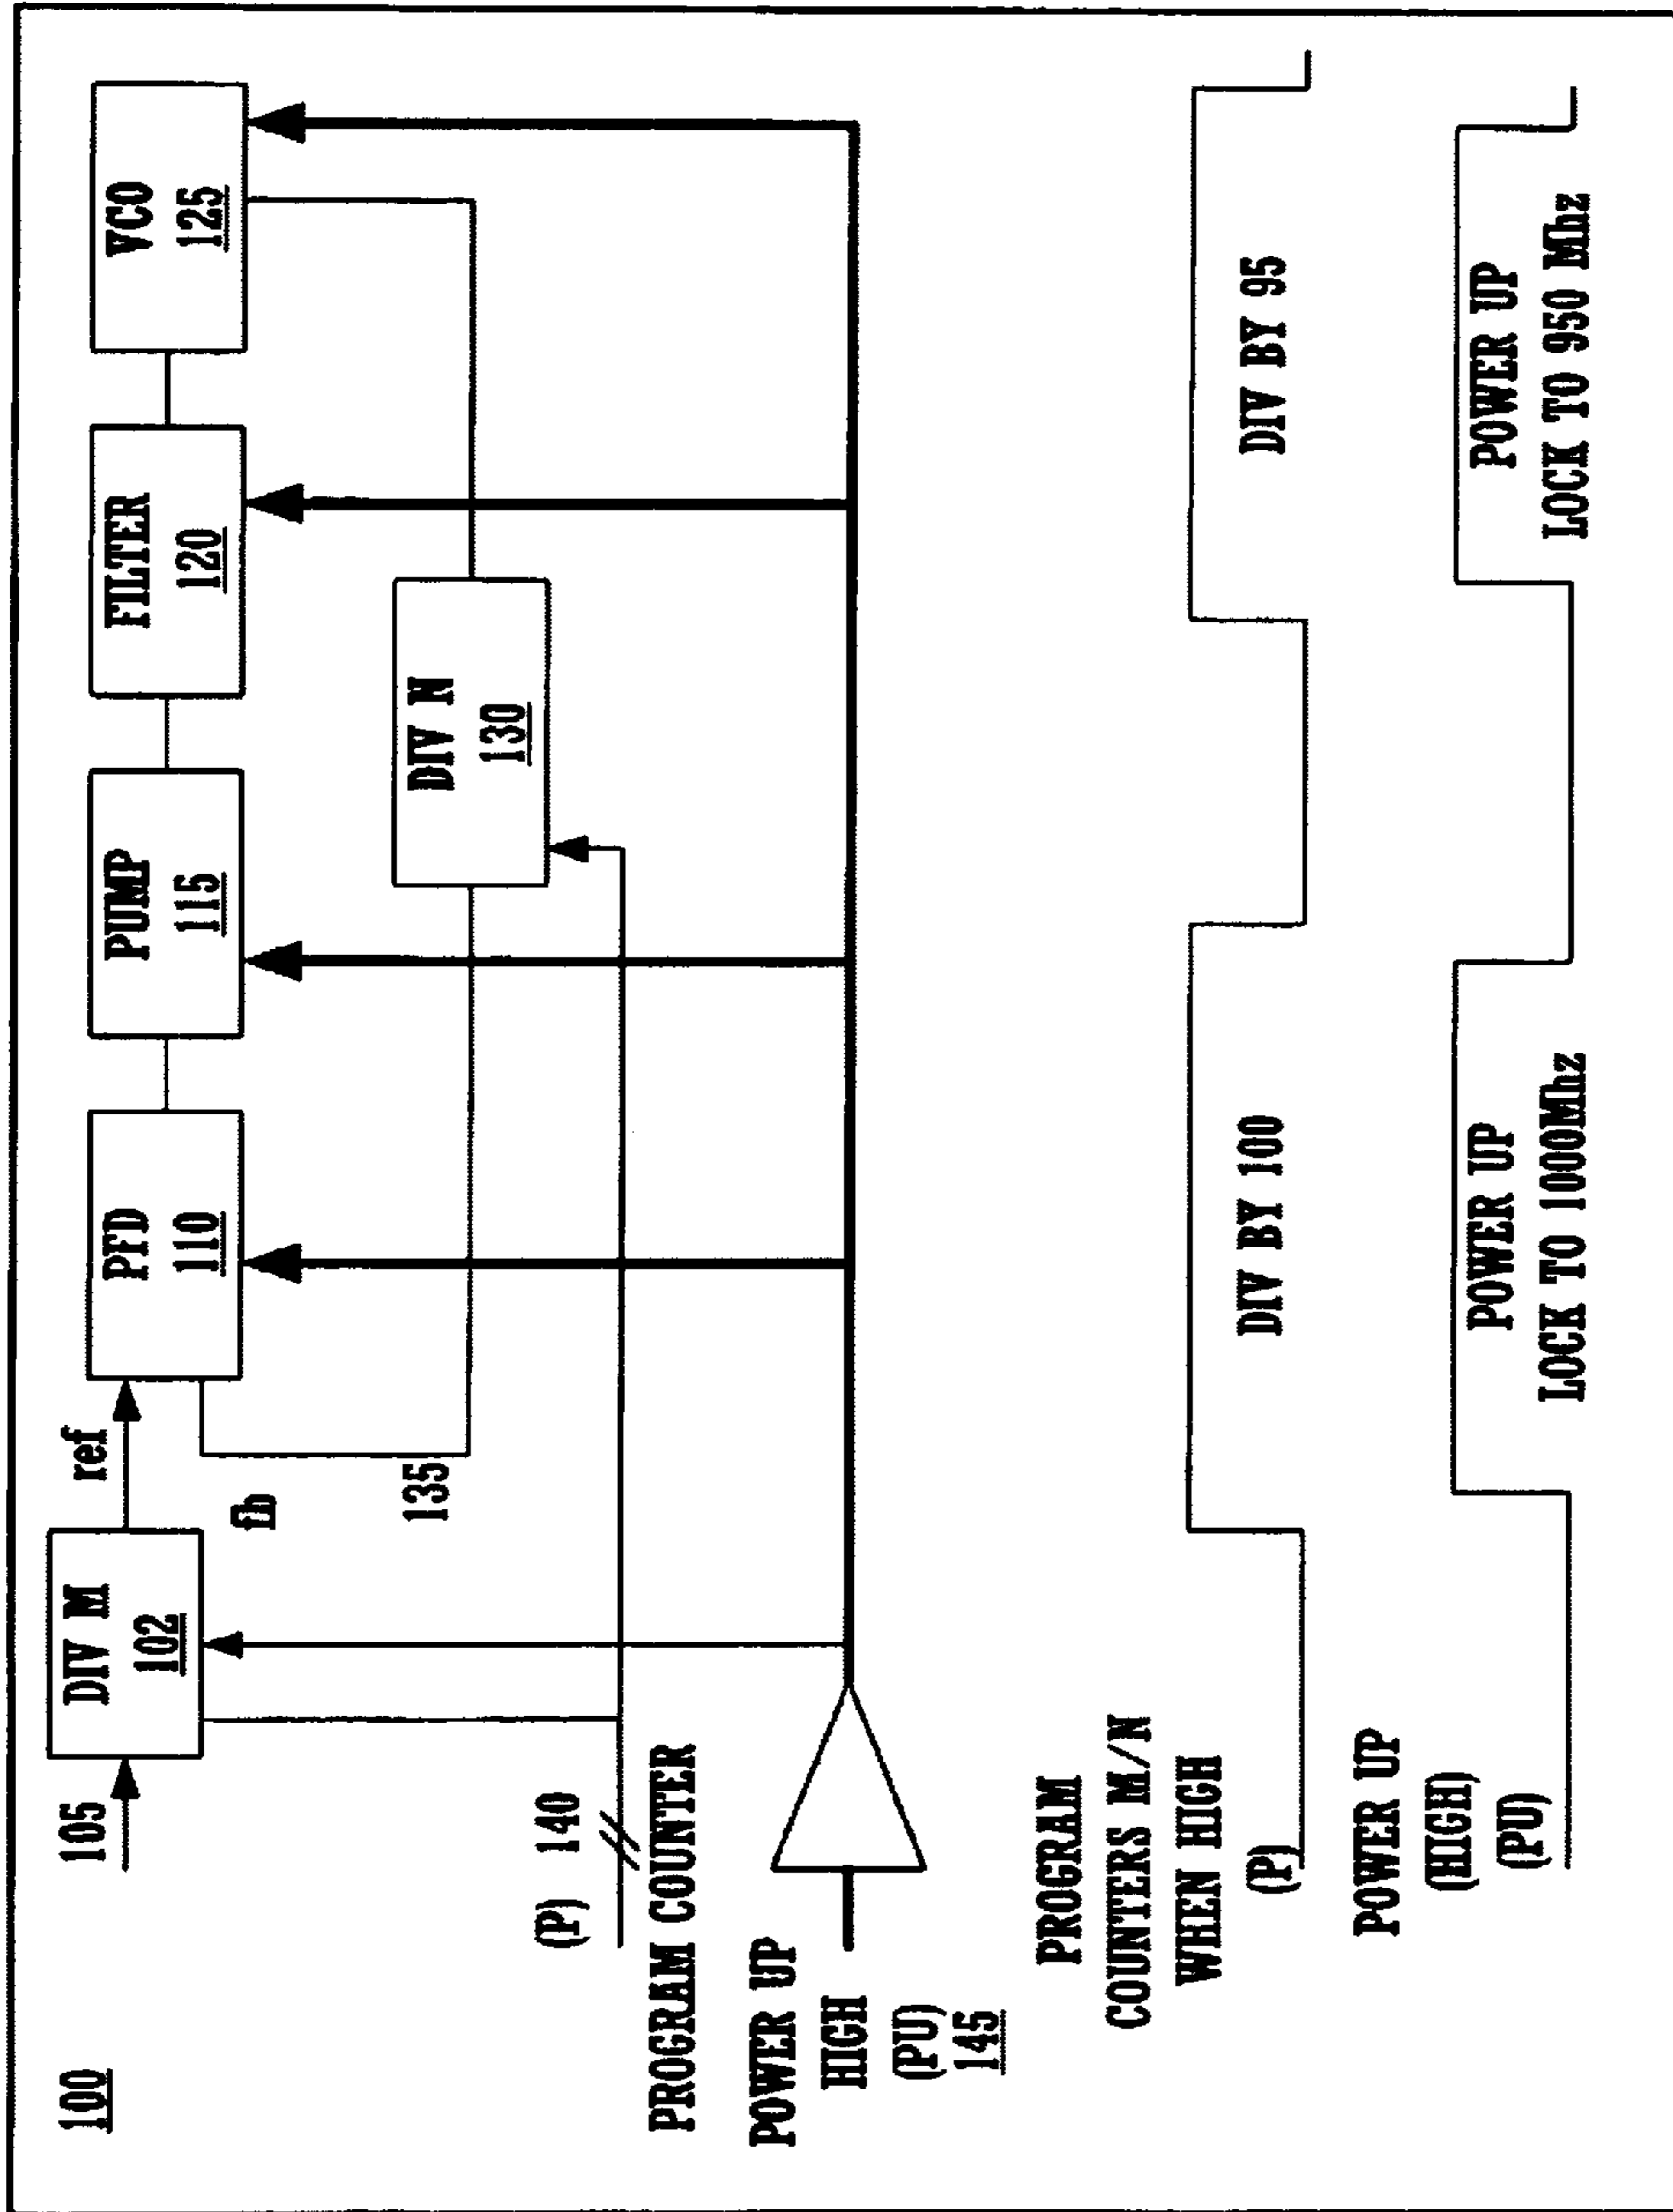 100
105
DIV M
102
ref
fb
135
PFD
110
PUMP
115
FILTER
120
VCO
125
DIV N
130
(P) 140
PROGRAM COUNTER
POWER UP
HIGH
(PU)
145
PROGRAM
COUNTERS M/N
WHEN HIGH
(P)
DIV BY 100
DIV BY 95
POWER UP
(HIGH)
(PU)
POWER UP
LOCK TO 1000Mhz
POWER UP
LOCK TO 950 Mhz